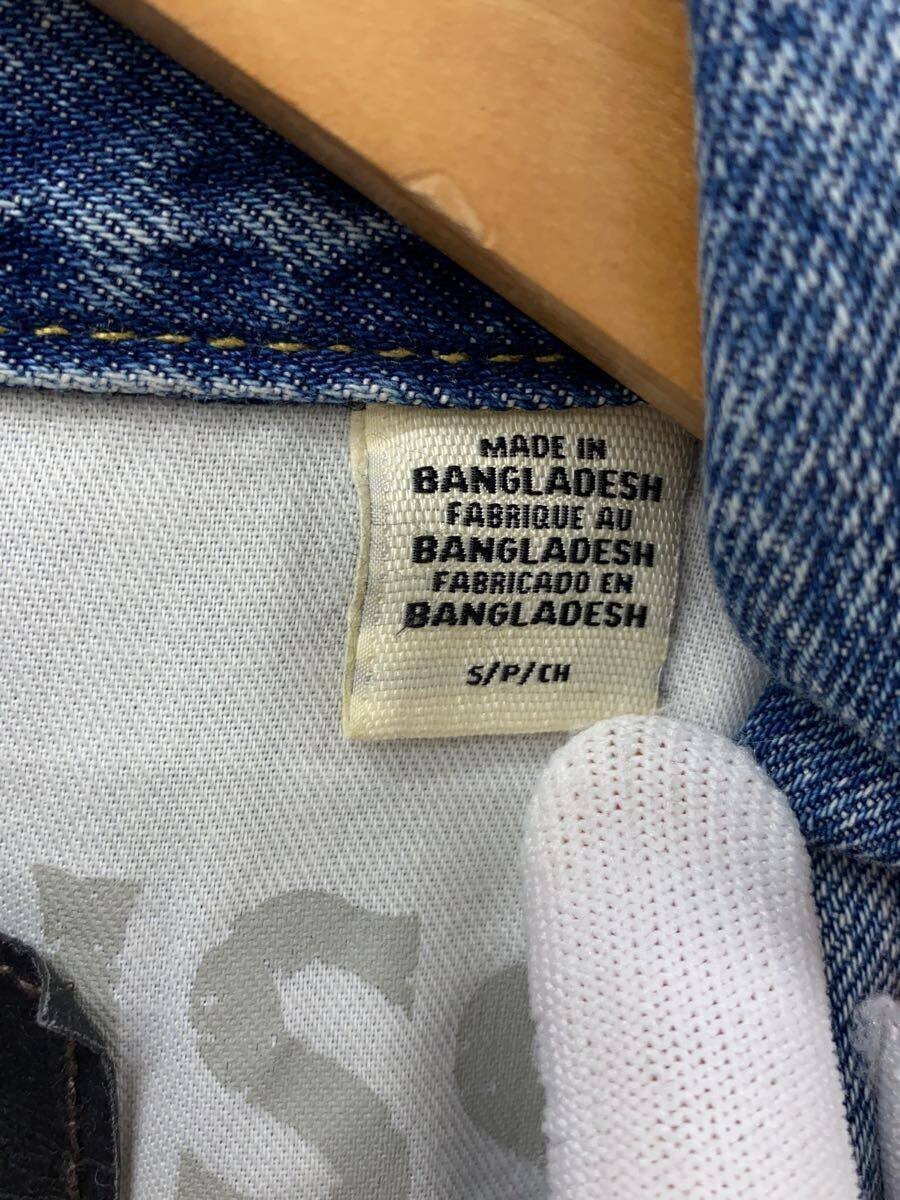 MADE IN
BANGLADESH
FABRIQUE AU
BANGLADESH
FABRICADO EN
BANGLADESH
S/P/CH
'S